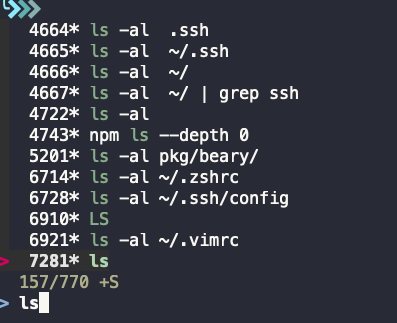 4664* ls -al  .ssh
4665* ls -al  ~/.ssh
4666* ls -al  ~/
4667* ls -al  ~/ | grep ssh
4722* ls -al
4743* npm ls --depth 0
5201* ls -al pkg/beary/
6714* ls -al ~/.zshrc
6728* ls -al ~/.ssh/config
6910* LS
6921* ls -al ~/.vimrc
> 7281* ls
157/770 +S
> ls